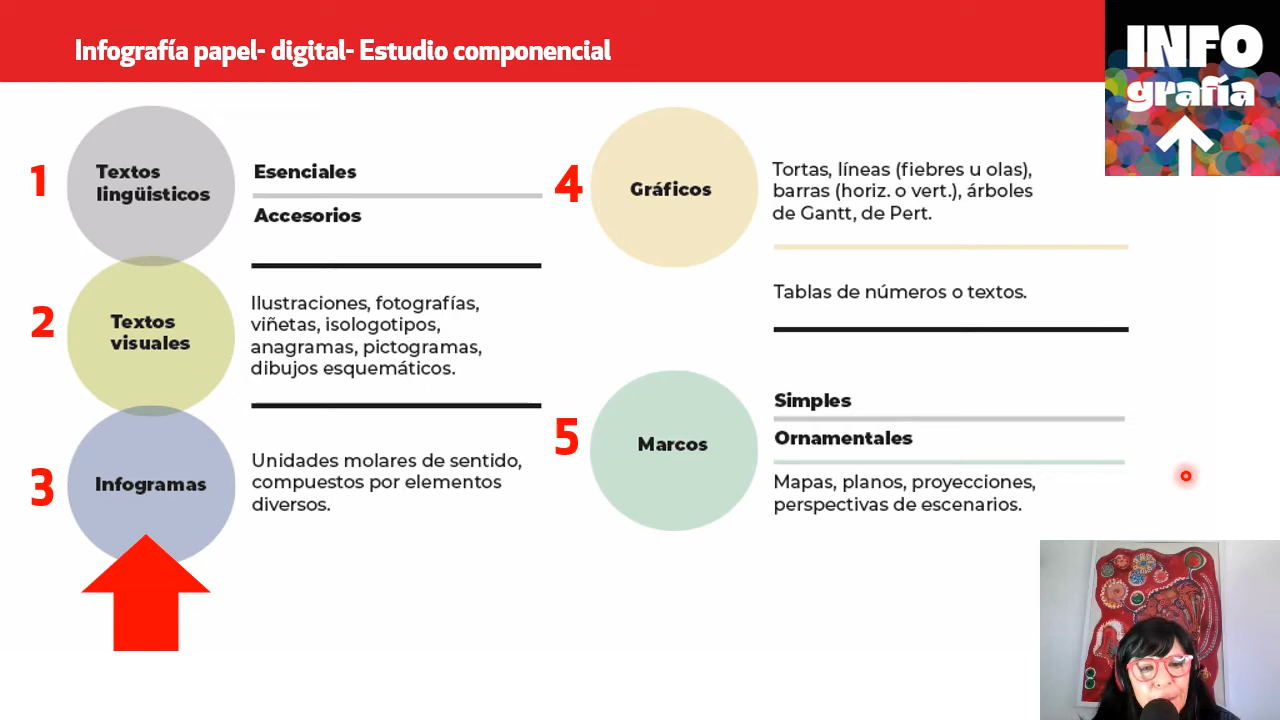 Infografía papel- digital- Estudio componencial
INFO
grafía
1
Textos
lingüisticos
Esenciales
Accesorios
2
Textos
visuales
Ilustraciones, fotografías,
viñetas, isologotipos,
anagramas, pictogramas,
dibujos esquemáticos.
3
Infogramas
Unidades molares de sentido,
compuestos por elementos
diversos.
4
Gráficos
Tortas, líneas (fiebres u olas),
barras (horiz. o vert.), árboles
de Gantt, de Pert.
Tablas de números o textos.
5
Marcos
Simples
Ornamentales
Mapas, planos, proyecciones,
perspectivas de escenarios.